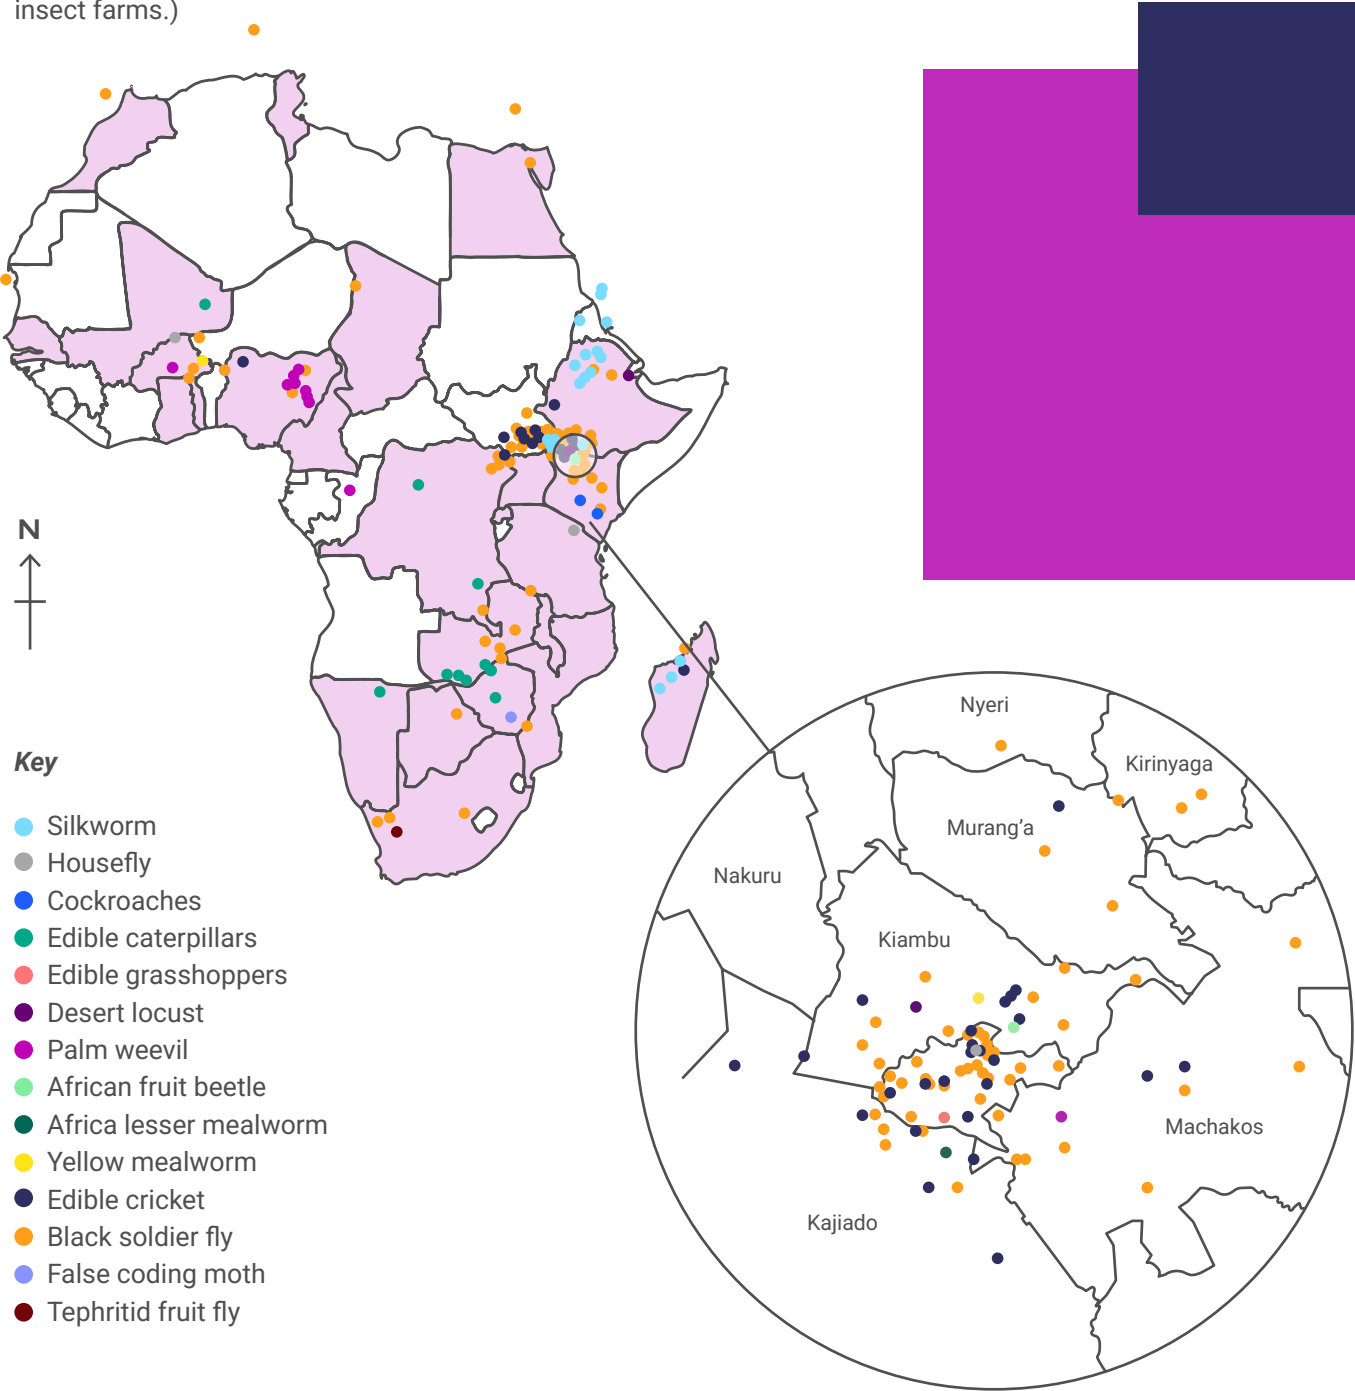 insect farms.)
N
Key
Silkworm
Housefly
Cockroaches
Edible caterpillars
Edible grasshoppers
Desert locust
Palm weevil
African fruit beetle
Africa lesser mealworm
Yellow mealworm
Edible cricket
Black soldier fly
False coding moth
Tephritid fruit fly
Nyeri
Kirinyaga
Murang’a
Nakuru
Kiambu
Machakos
Kajiado